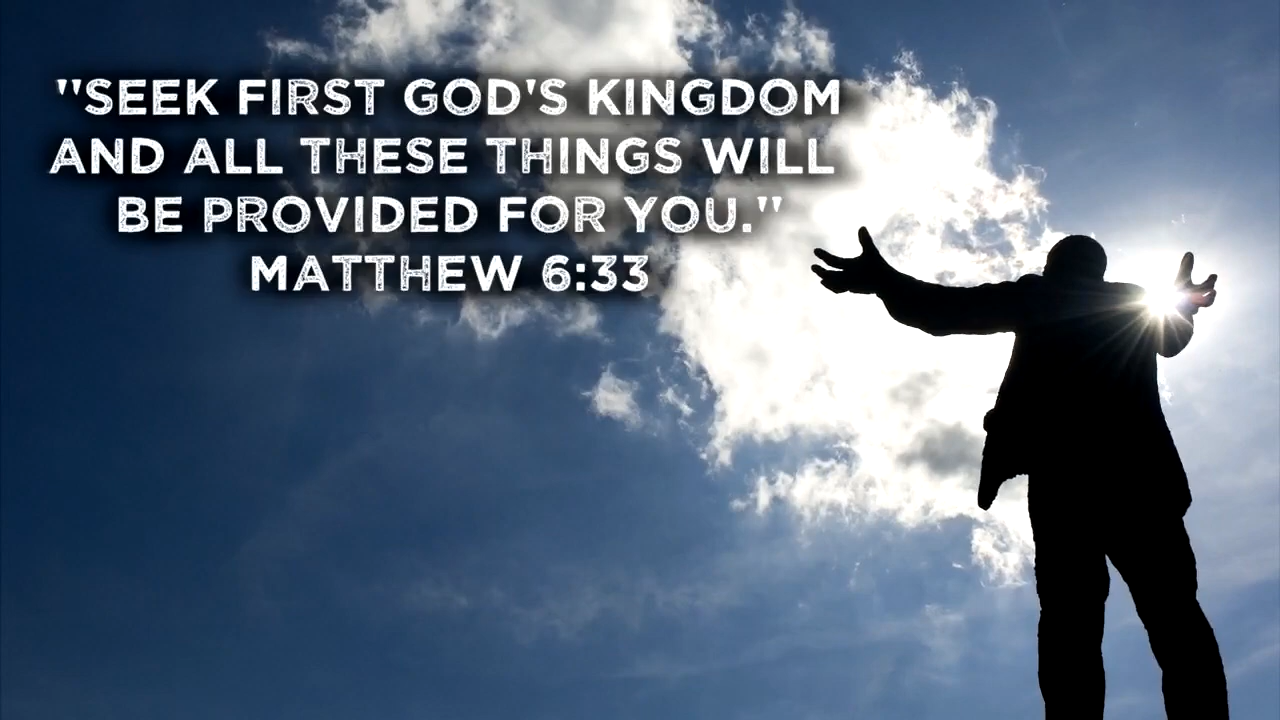 "SEEK FIRST GOD'S KINGDOM
AND ALL THESE THINGS WILL
BE PROVIDED FOR YOU."
MATTHEW 6:33